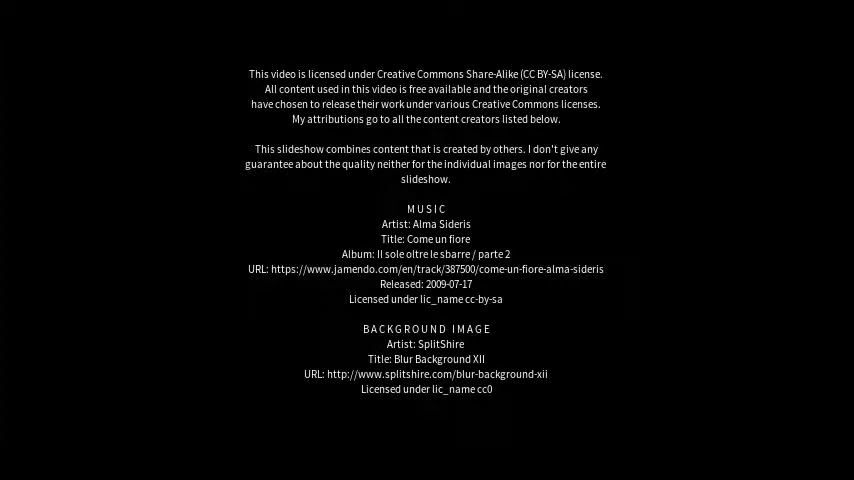 This video is licensed under Creative Commons Share-Alike (CC BY-SA) license.
All content used in this video is free available and the original creators
have chosen to release their work under various Creative Commons licenses.
My attributions go to all the content creators listed below.
This slideshow combines content that is created by others. I don't give any
guarantee about the quality neither for the individual images nor for the entire
slideshow.
MUSIC
Artist: Alma Sideris
Title: Come un fiore
Album: Il sole oltre le sbarre / parte 2
URL: https://www.jamendo.com/en/track/387500/come-un-fiore-alma-sideris
Released: 2009-07-17
Licensed under lic_name cc-by-sa
BACKGROUND IMAGE
Artist: SplitShire
Title: Blur Background XII
URL: http://www.splitshire.com/blur-background-xii
Licensed under lic_name cc0